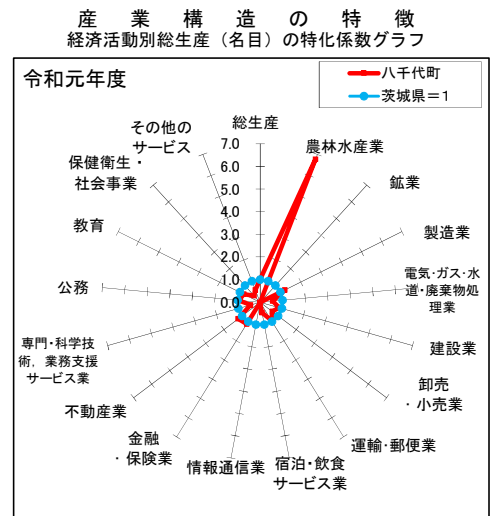 産業構造の特徴
経済活動別総生産（名目）の特化係数グラフ
令和元年度
八千代町
茨城県＝1
総生産
農林水産業
鉱業
製造業
電気・ガス・水
道・廃棄物処
理業
建設業
卸売
・小売業
運輸・郵便業
宿泊・飲食
サービス業
情報通信業
金融
・保険業
不動産業
専門・科学技
術，業務支援
サービス業
公務
教育
保健衛生・
社会事業
その他の
サービス
7.0
6.0
5.0
4.0
3.0
2.0
1.0
0.0